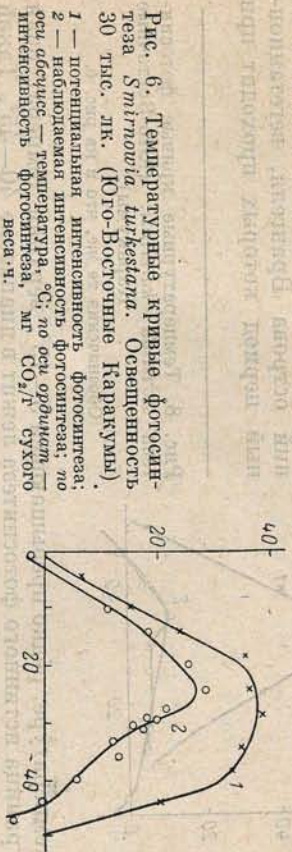 Рис. 6. Температурные кривые фотосин-
теза Smirnowia turkestana. Освещенность
30 тыс. лк. (Юго-Восточные Каракумы)
1 — потенциальная интенсивность фотосинтеза;
2 — наблюдаемая интенсивность фотосинтеза; по
оси абсцисс — температура, °С; по оси ординат —
интенсивность фотосинтеза, мг CO₂/г сухого
веса·ч.
40
20
0
20
40
1
2